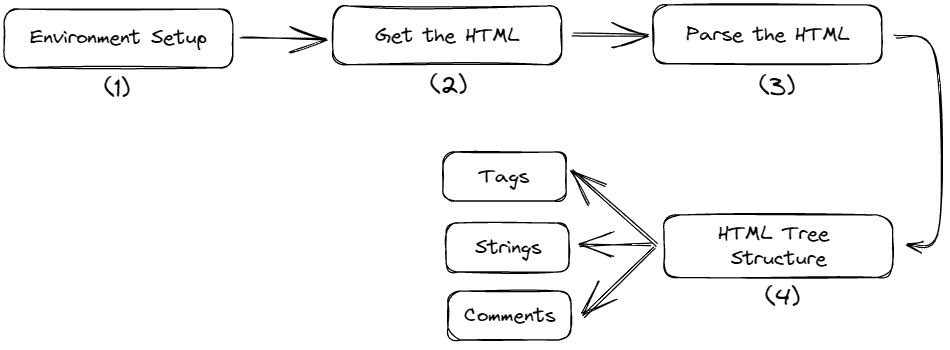 Environment Setup
(1)
Get the HTML
(2)
Parse the HTML
(3)
HTML Tree
Structure
(4)
Tags
Strings
Comments